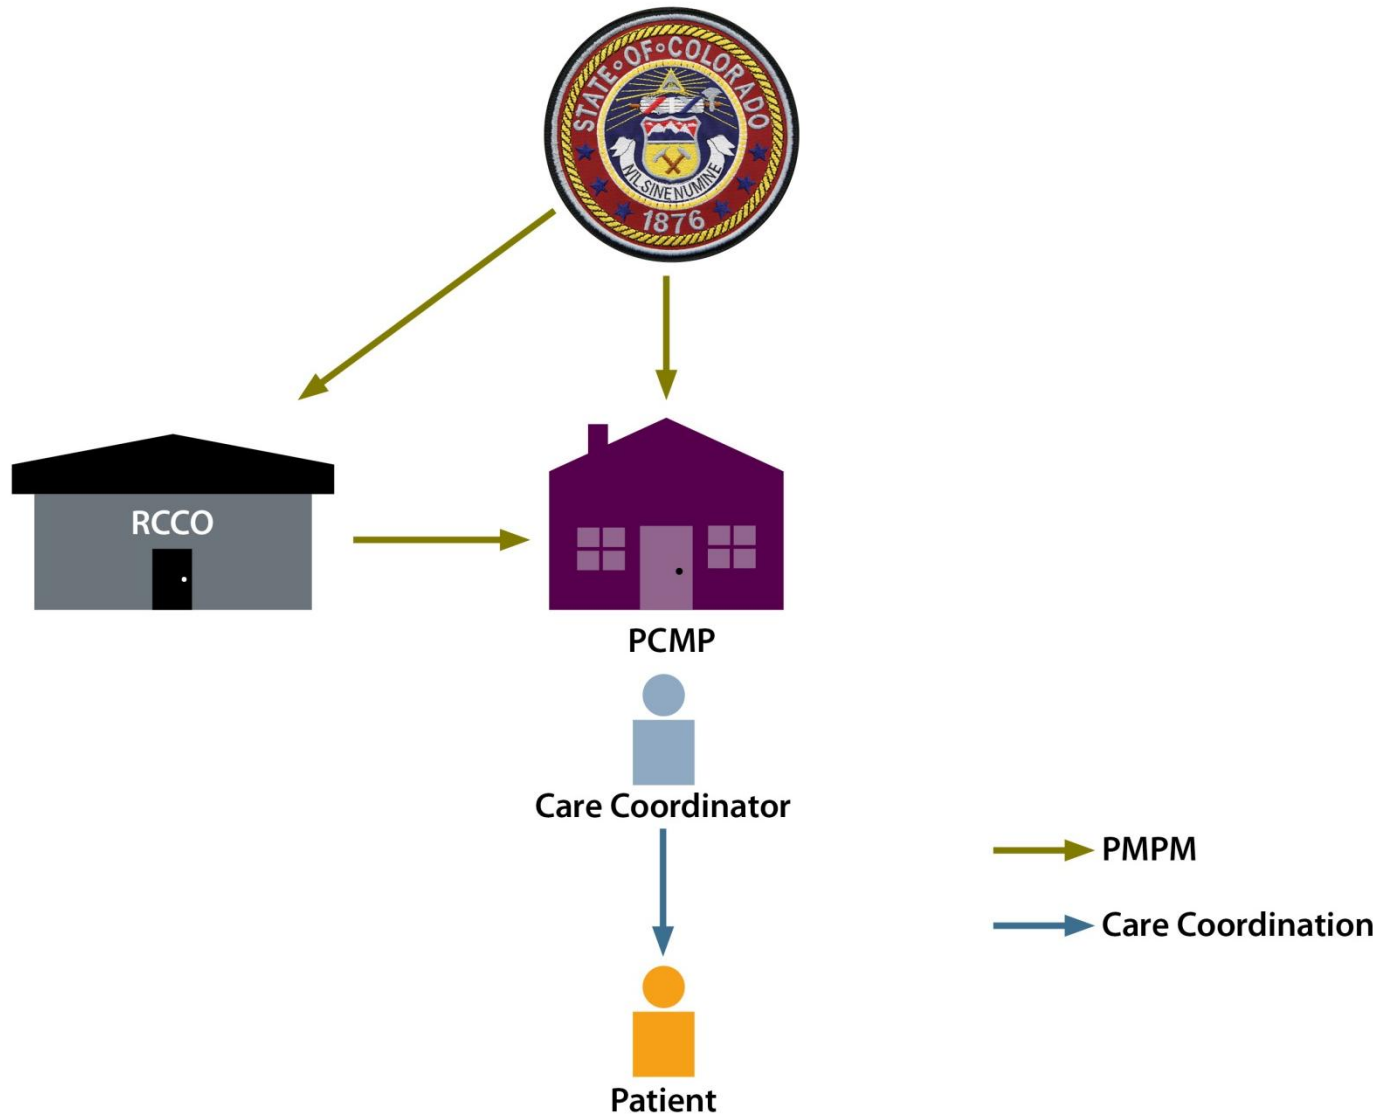 STATE OF COLORADO
NIL SINE NUMINE
1876
RCCO
PCMP
Care Coordinator
PMPM
Care Coordination
Patient